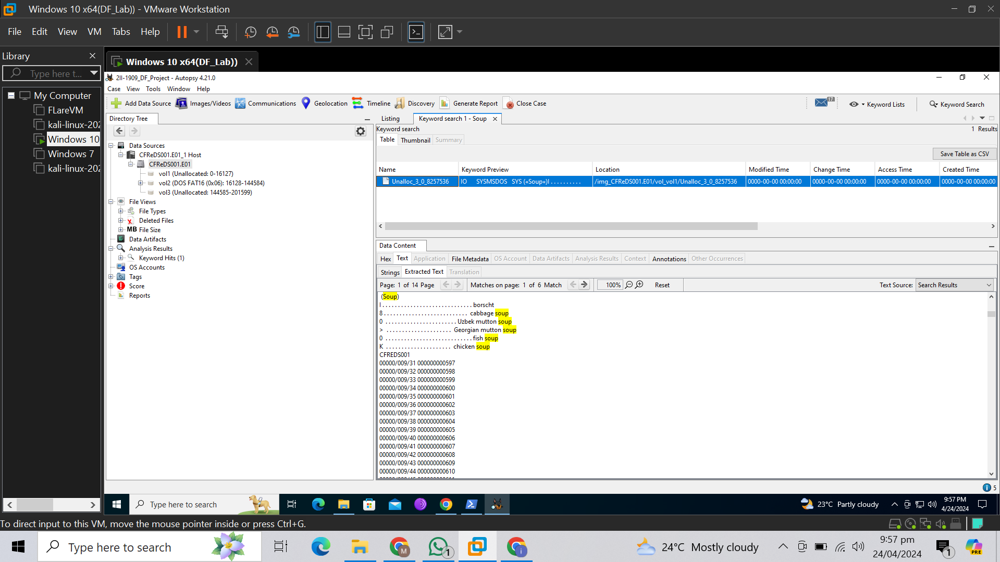 Windows 10 x64(DF_Lab)) - VMware Workstation
File Edit View VM Tabs Help
Library
Type here t...
My Computer
FLareVM
kali-linux-202
Windows 10
Windows 7
kali-linux-202
Windows 10 x64(DF_Lab))
2II-1909_DF_Project - Autopsy 4.21.0
Case View Tools Window Help
Add Data Source Images/Videos Communications Geolocation Timeline Discovery Generate Report Close Case 17 Keyword Lists Keyword Search
Directory Tree
Data Sources
CFReDS001.E01_1 Host
CFReDS001.E01
vol1 (Unallocated: 0-16127)
vol2 (DOS FAT16 (0x06): 16128-144584)
vol3 (Unallocated: 144585-201599)
File Views
File Types
Deleted Files
MB File Size
Data Artifacts
Analysis Results
Keyword Hits (1)
OS Accounts
Tags
Score
Reports
Listing Keyword search 1 - Soup
Keyword search 1 Results
Table Thumbnail Summary
Save Table as CSV
Name Keyword Preview Location Modified Time Change Time Access Time Created Time
Unalloc_3_0_8257536 IO SYSMSDOS SYS («Soup«)I . . . . . . . . . . /img_CFReDS001.E01/vol_vol1/Unalloc_3_0_8257536 0000-00-00 00:00:00 0000-00-00 00:00:00 0000-00-00 00:00:00 0000-00-00 00:00:00
Data Content
Hex Text Application File Metadata OS Account Data Artifacts Analysis Results Context Annotations Other Occurrences
Strings Extracted Text Translation
Page: 1 of 14 Page Matches on page: 1 of 6 Match 100% Reset Text Source: Search Results
(Soup)
I . . . . . . . . . . . . . . . . . . . . . . . . . . . . . borscht
8 . . . . . . . . . . . . . . . . . . . . . . . . . . . cabbage soup
0 . . . . . . . . . . . . . . . . . . . . . . . Uzbek mutton soup
> . . . . . . . . . . . . . . . . . . . . . Georgian mutton soup
0 . . . . . . . . . . . . . . . . . . . . . . . . . . . . fish soup
K . . . . . . . . . . . . . . . . . . . . . chicken soup
CFREDS001
00000/009/31 000000000597
00000/009/32 000000000598
00000/009/33 000000000599
00000/009/34 000000000600
00000/009/35 000000000601
00000/009/36 000000000602
00000/009/37 000000000603
00000/009/38 000000000604
00000/009/39 000000000605
00000/009/40 000000000606
00000/009/41 000000000607
00000/009/42 000000000608
00000/009/43 000000000609
00000/009/44 000000000610
5
Type here to search 23°C Partly cloudy 9:57 PM
4/24/2024
To direct input to this VM, move the mouse pointer inside or press Ctrl+G.
Type here to search M 1 i 24°C Mostly cloudy 9:57 pm 1 PRE
24/04/2024